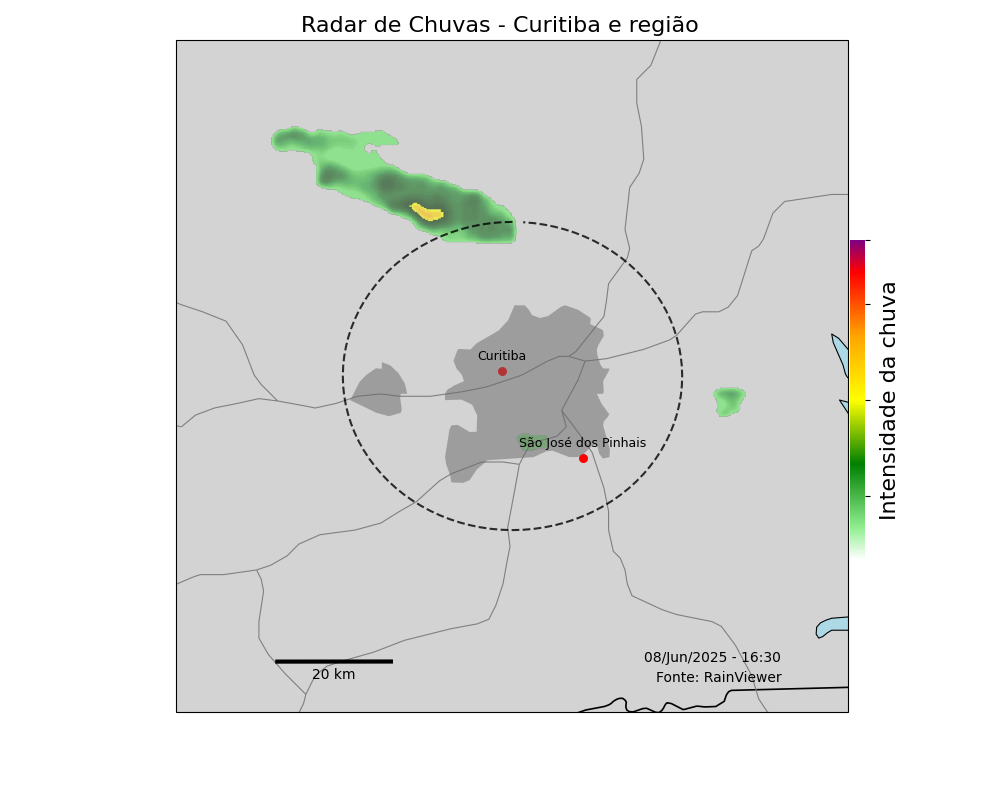 Radar de Chuvas - Curitiba e região
Curitiba
São José dos Pinhais
Intensidade da chuva
20 km
08/Jun/2025 - 16:30
Fonte: RainViewer